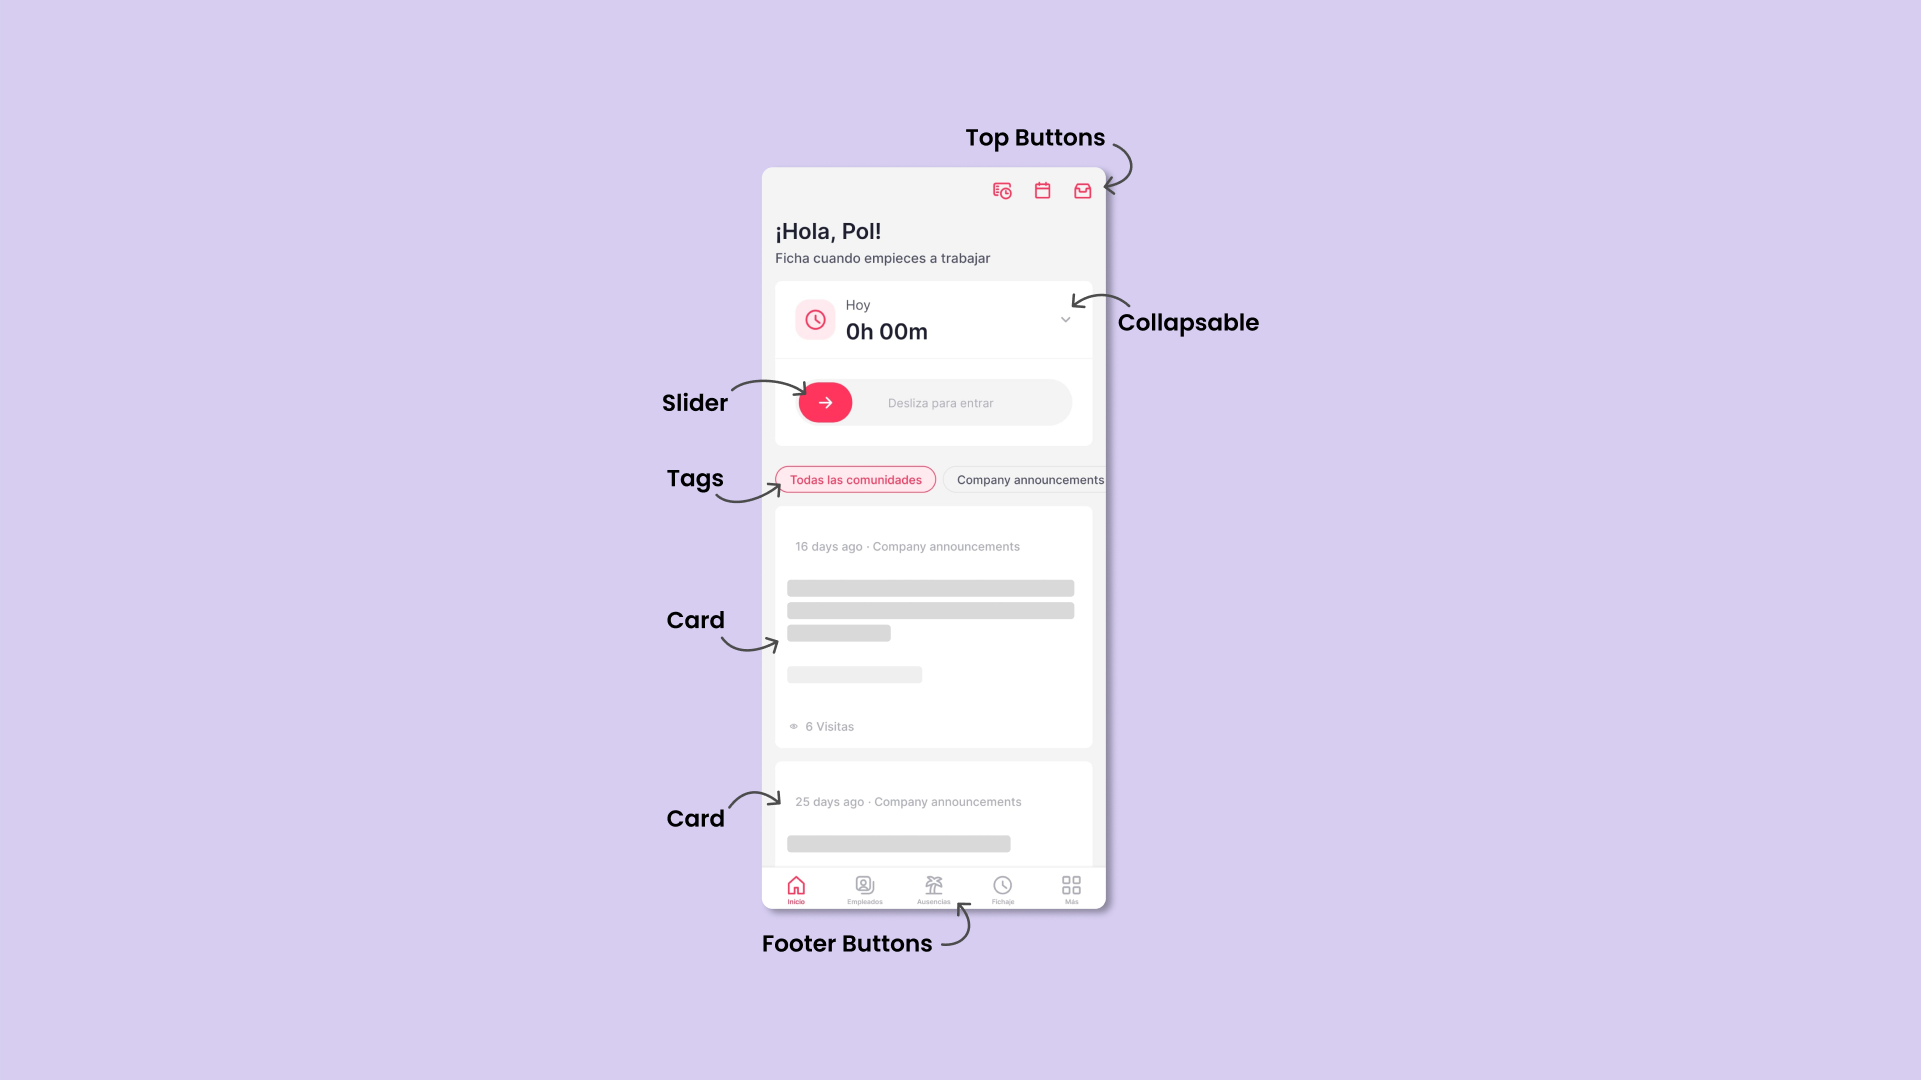 Top Buttons
¡Hola, Pol!
Ficha cuando empieces a trabajar
Hoy
0h 00m
Collapsable
Slider
Desliza para entrar
Tags
Todas las comunidades
Company announcements
16 days ago · Company announcements
Card
6 Visitas
25 days ago · Company announcements
Card
Inicio
Empleados
Ausencias
Fichaje
Más
Footer Buttons